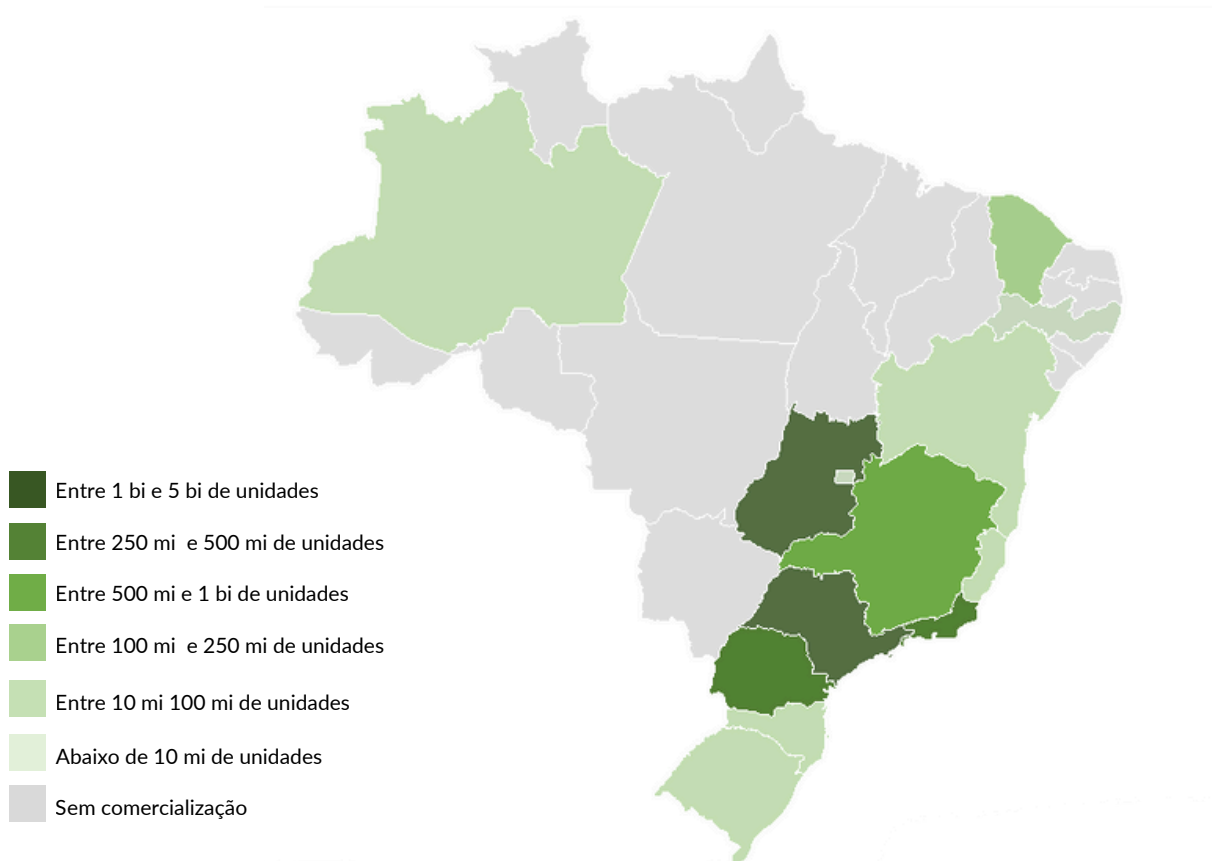 Entre 1 bi e 5 bi de unidades
Entre 250 mi  e 500 mi de unidades
Entre 500 mi e 1 bi de unidades
Entre 100 mi  e 250 mi de unidades
Entre 10 mi 100 mi de unidades
Abaixo de 10 mi de unidades
Sem comercialização